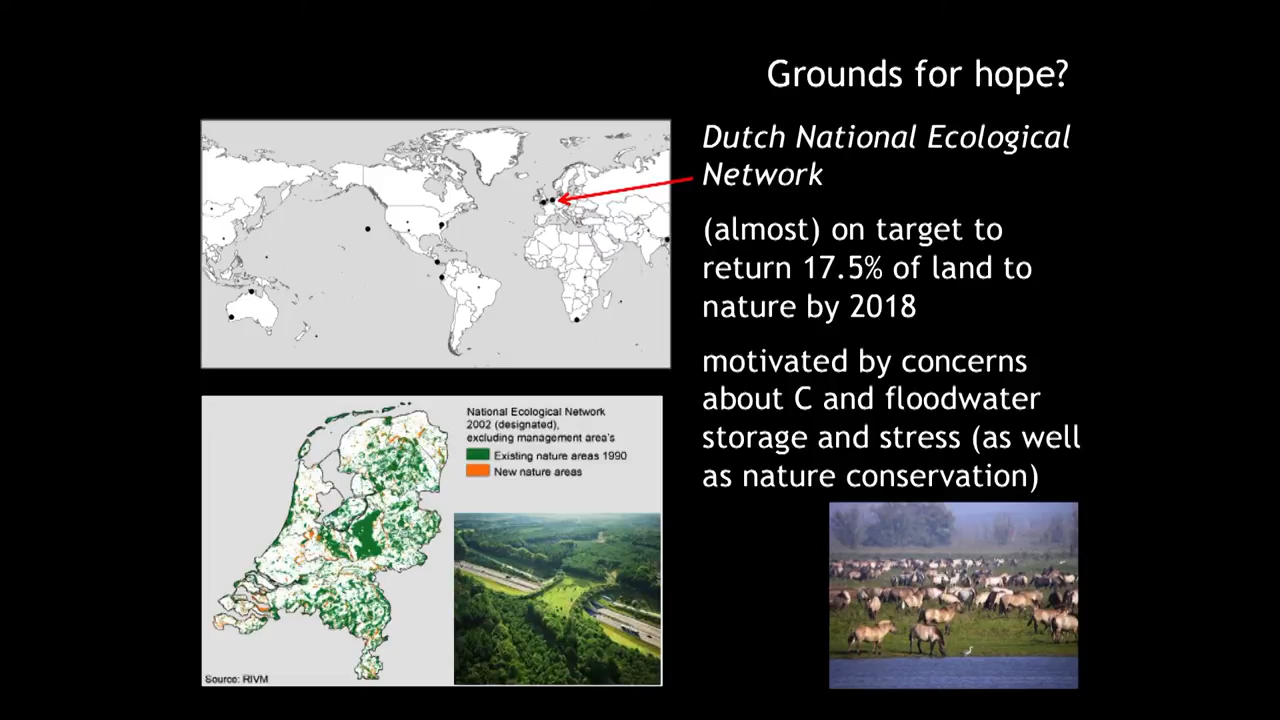 Grounds for hope?
Dutch National Ecological
Network
(almost) on target to
return 17.5% of land to
nature by 2018
motivated by concerns
about C and floodwater
storage and stress (as well
as nature conservation)
National Ecological Network
2002 (designated),
excluding management area's
Existing nature areas 1990
New nature areas
Source: RIVM